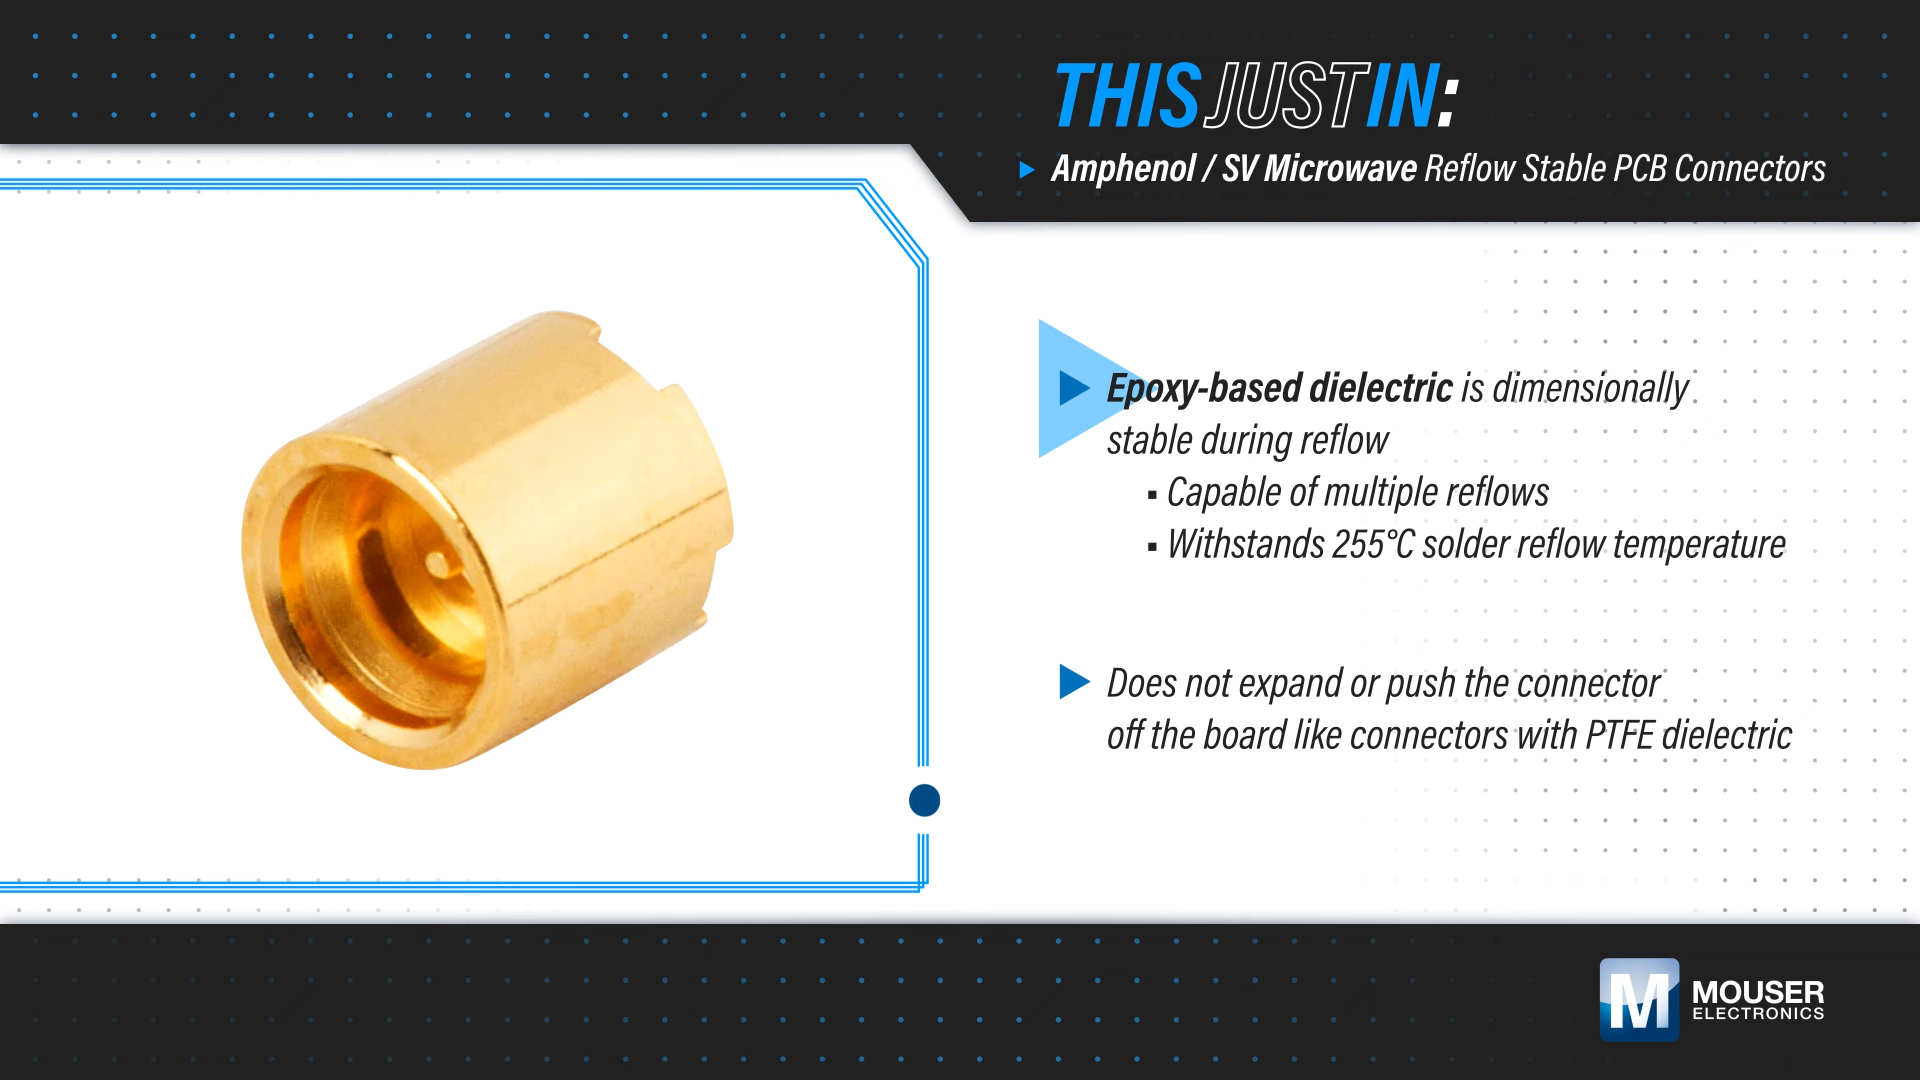 THIS JUST IN:
Amphenol / SV Microwave Reflow Stable PCB Connectors
Epoxy-based dielectric is dimensionally
stable during reflow
▪ Capable of multiple reflows
▪ Withstands 255°C solder reflow temperature
Does not expand or push the connector
off the board like connectors with PTFE dielectric
M
MOUSER
ELECTRONICS